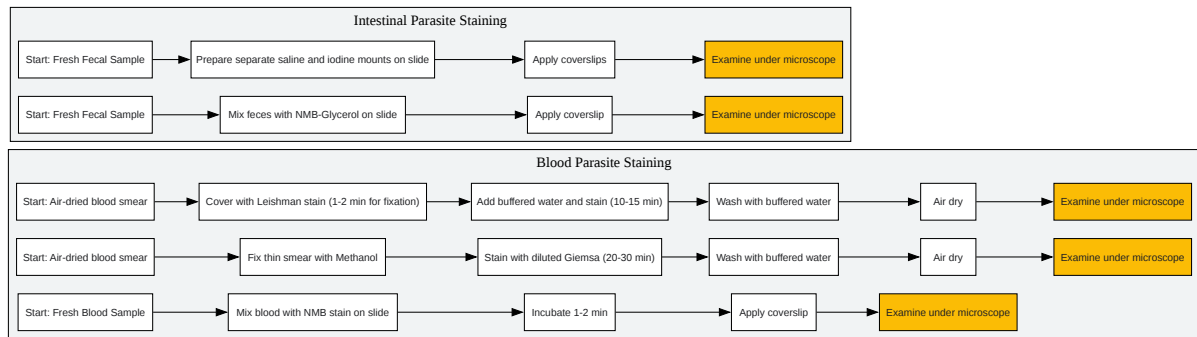 Intestinal Parasite Staining
Start: Fresh Fecal Sample
Prepare separate saline and iodine mounts on slide
Apply coverslips
Examine under microscope
Start: Fresh Fecal Sample
Mix feces with NMB-Glycerol on slide
Apply coverslip
Examine under microscope
Blood Parasite Staining
Start: Air-dried blood smear
Cover with Leishman stain (1-2 min for fixation)
Add buffered water and stain (10-15 min)
Wash with buffered water
Air dry
Examine under microscope
Start: Air-dried blood smear
Fix thin smear with Methanol
Stain with diluted Giemsa (20-30 min)
Wash with buffered water
Air dry
Examine under microscope
Start: Fresh Blood Sample
Mix blood with NMB stain on slide
Incubate 1-2 min
Apply coverslip
Examine under microscope